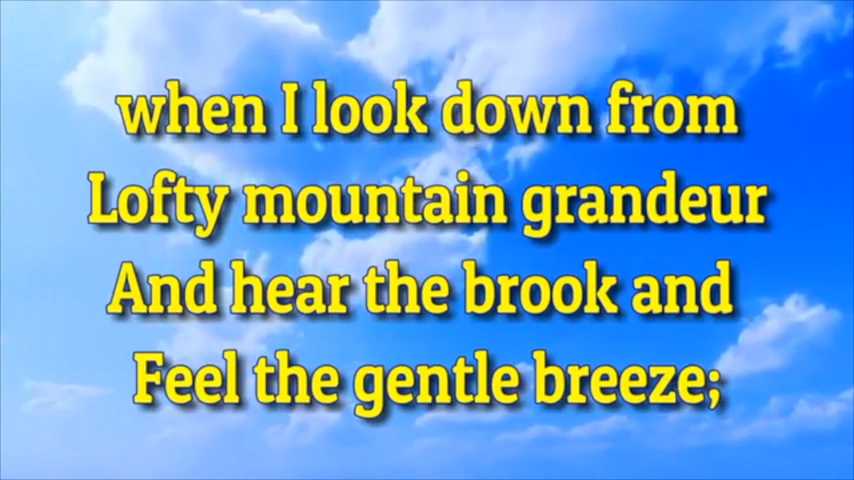 when I look down from
Lofty mountain grandeur
And hear the brook and
Feel the gentle breeze;